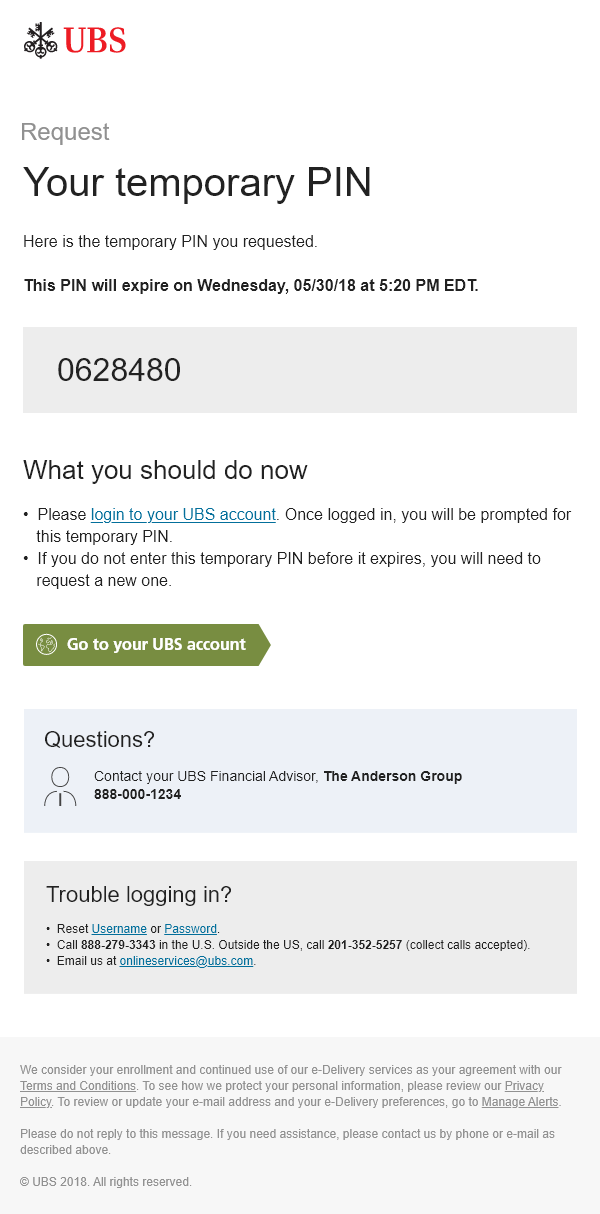 UBS
Request
Your temporary PIN
Here is the temporary PIN you requested.
This PIN will expire on Wednesday, 05/30/18 at 5:20 PM EDT.
0628480
What you should do now
• Please login to your UBS account. Once logged in, you will be prompted for
this temporary PIN.
• If you do not enter this temporary PIN before it expires, you will need to
request a new one.
Go to your UBS account
Questions?
Contact your UBS Financial Advisor, The Anderson Group
888-000-1234
Trouble logging in?
• Reset Username or Password.
• Call 888-279-3343 in the U.S. Outside the US, call 201-352-5257 (collect calls accepted).
• Email us at onlineservices@ubs.com.
We consider your enrollment and continued use of our e-Delivery services as your agreement with our
Terms and Conditions. To see how we protect your personal information, please review our Privacy
Policy. To review or update your e-mail address and your e-Delivery preferences, go to Manage Alerts.
Please do not reply to this message. If you need assistance, please contact us by phone or e-mail as
described above.
© UBS 2018. All rights reserved.